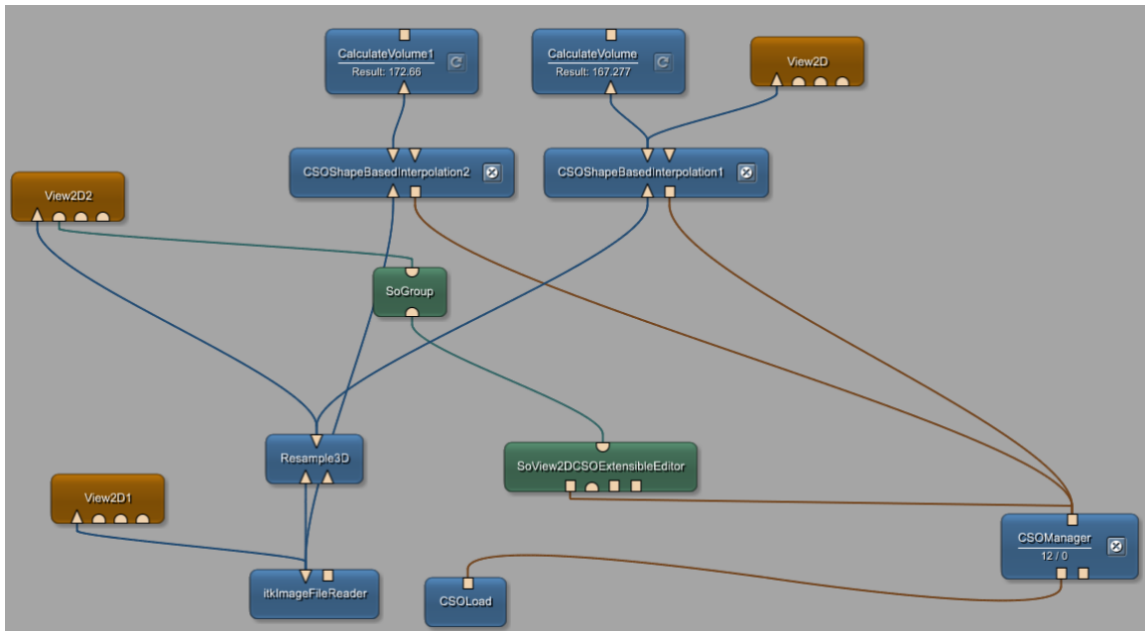 CalculateVolume1
Result: 172.66
CalculateVolume
Result: 167.277
View2D
CSOShapeBasedInterpolation2
CSOShapeBasedInterpolation1
View2D2
SoGroup
Resample3D
SoView2DCSOExtensibleEditor
View2D1
CSOManager
12 / 0
itkImageFileReader
CSOLoad